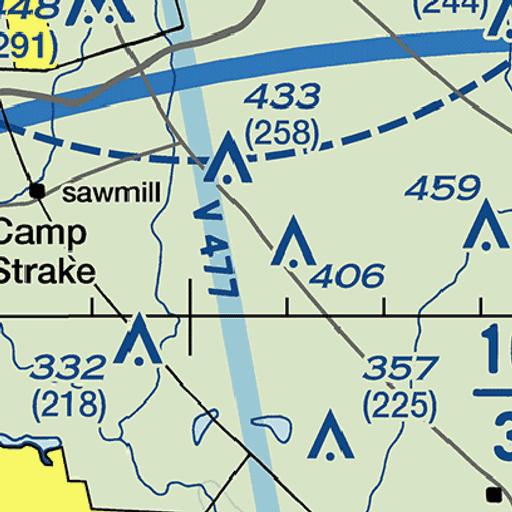 448
(291)
(244)
433
(258)
459
sawmill
Camp
Strake
V 477
406
332
(218)
357
(225)